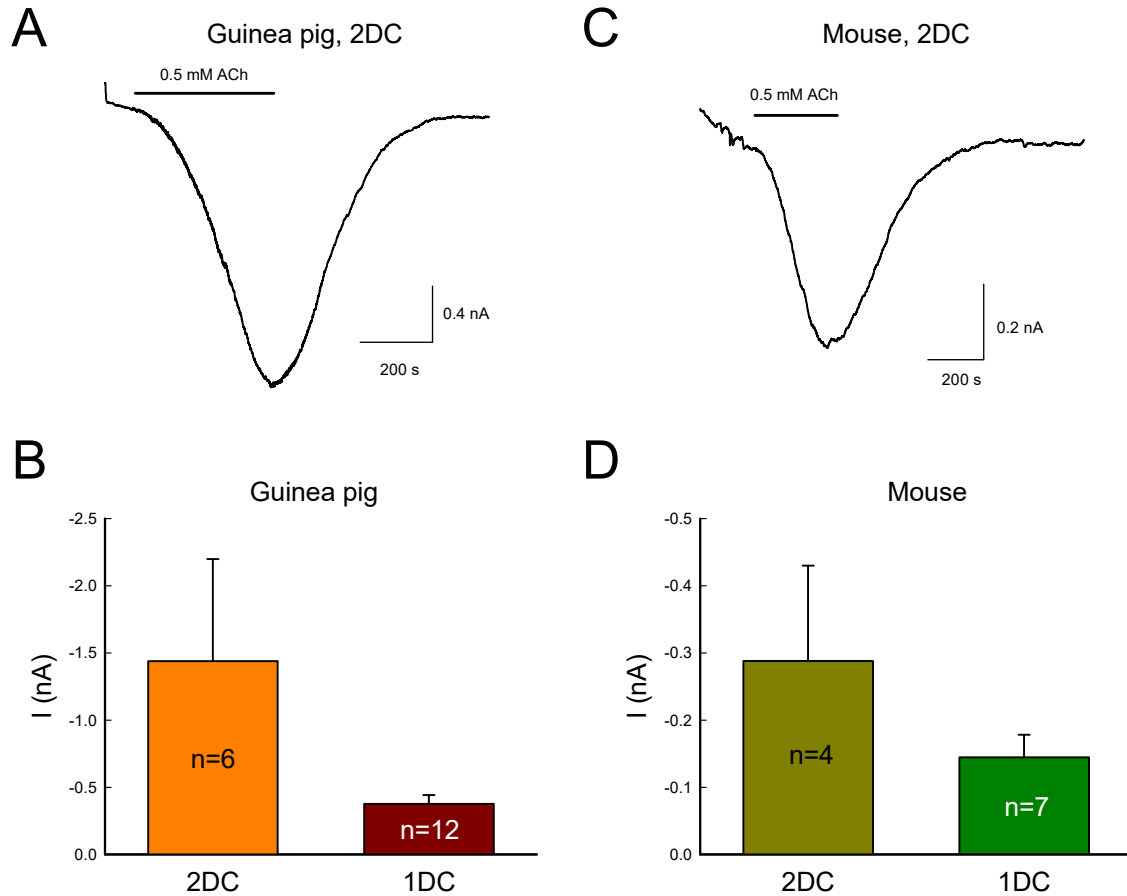 A
Guinea pig, 2DC
0.5 mM ACh
0.4 nA
200 s
C
Mouse, 2DC
0.5 mM ACh
0.2 nA
200 s
B
Guinea pig
-2.5
-2.0
-1.5
-1.0
-0.5
0.0
I (nA)
n=6
n=12
2DC
1DC
D
Mouse
-0.5
-0.4
-0.3
-0.2
-0.1
0.0
I (nA)
n=4
n=7
2DC
1DC